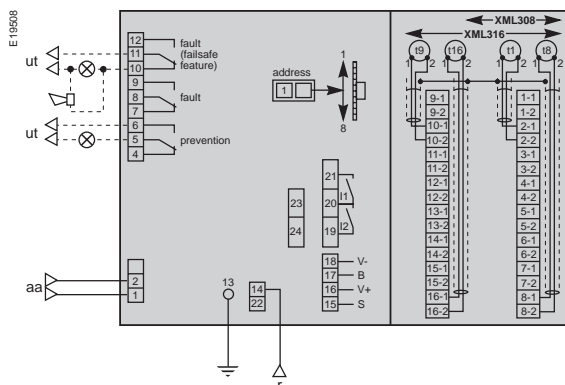 E19508
XML308
XML316
t9 t16 t1 t8
1 2 1 2 1 2 1 2
ut
ut
ut
12
11
10
9
8
7
6
5
4
fault
(failsafe
feature)
fault
prevention
address
1
1
8
21
20
19
I1
I2
23
24
18 V-
17 B
16 V+
15 S
aa
2
1
13
14
22
r
9-1
9-2
10-1
10-2
11-1
11-2
12-1
12-2
13-1
13-2
14-1
14-2
15-1
15-2
16-1
16-2
1-1
1-2
2-1
2-2
3-1
3-2
4-1
4-2
5-1
5-2
6-1
6-2
7-1
7-2
8-1
8-2